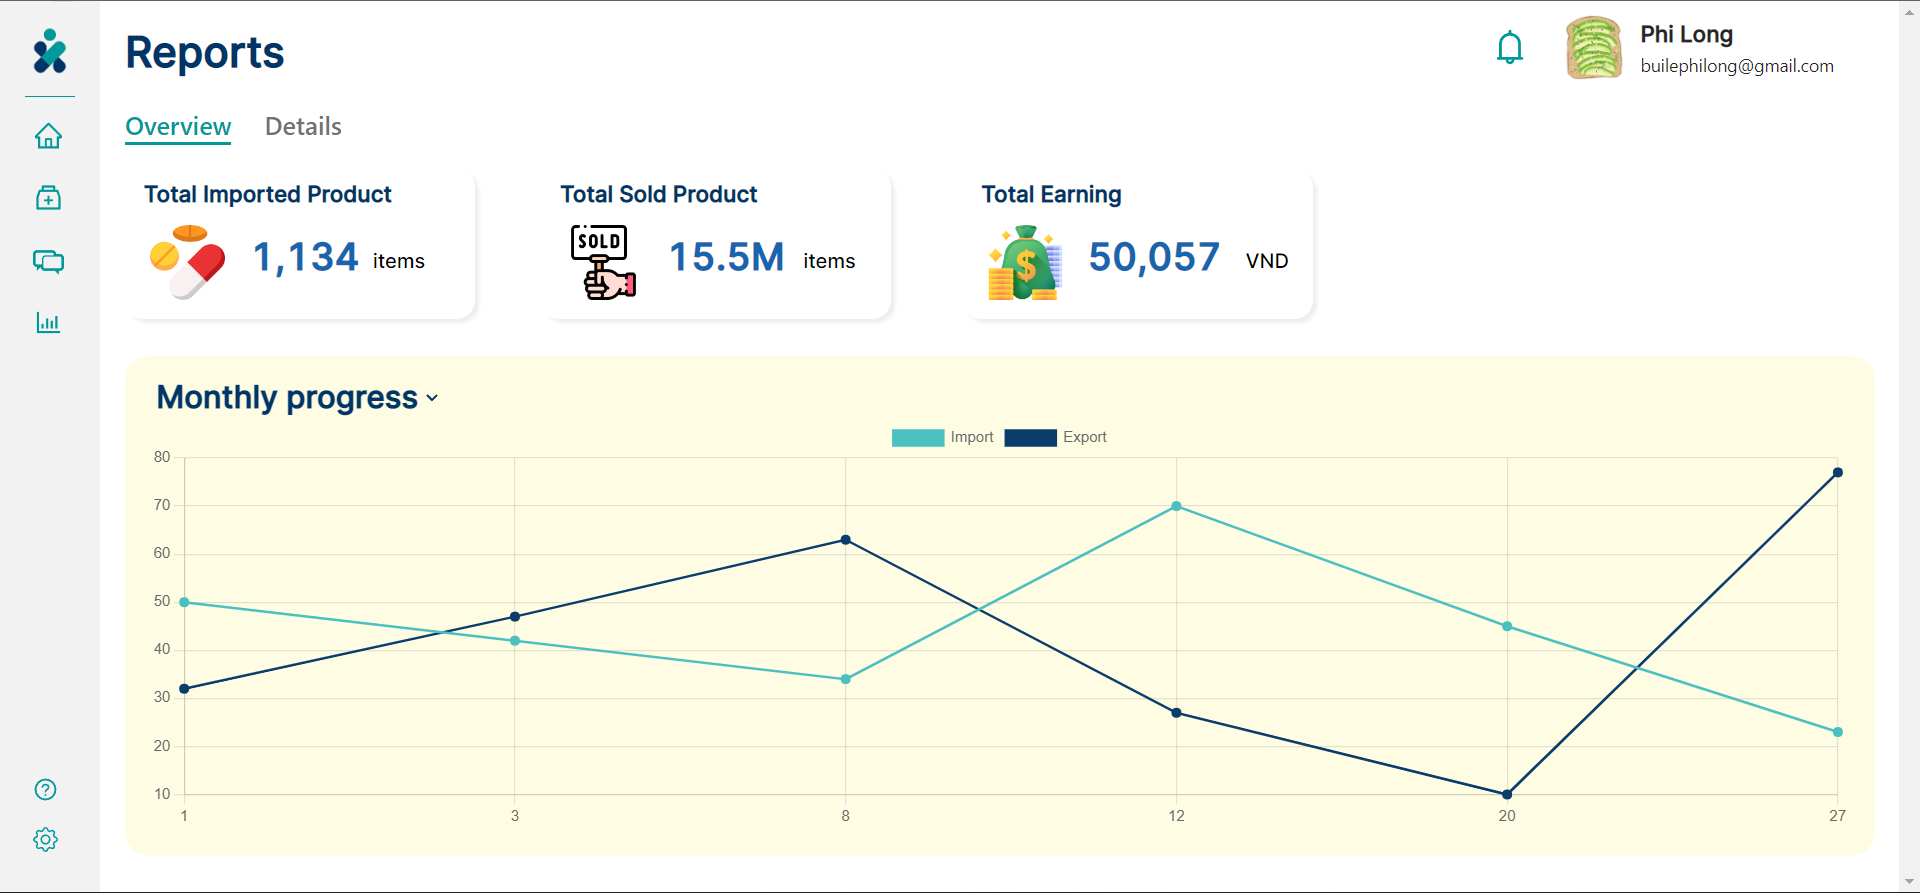 Reports
Phi Long
builephilong@gmail.com
Overview
Details
Total Imported Product
1,134 items
Total Sold Product
SOLD
15.5M items
Total Earning
$
50,057 VND
Monthly progress
Import
Export
80
70
60
50
40
30
20
10
1
3
8
12
20
27